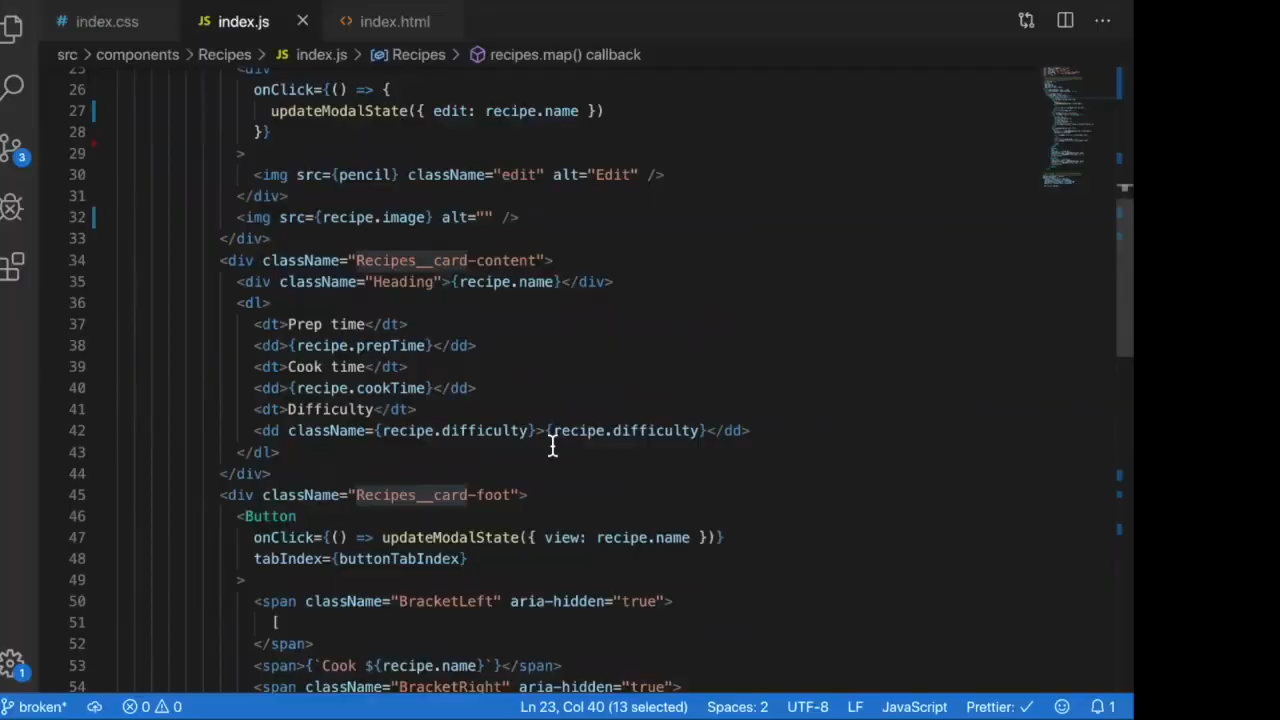 # index.css JS index.js × <> index.html ...
src > components > Recipes > JS index.js > Recipes > recipes.map() callback
25 <div
26 onClick={() => {
27 updateModalState({ edit: recipe.name })
28 }}
29 >
30 <img src={pencil} className="edit" alt="Edit" />
31 </div>
32 <img src={recipe.image} alt="" />
33 </div>
34 <div className="Recipes__card-content">
35 <div className="Heading">{recipe.name}</div>
36 <dl>
37 <dt>Prep time</dt>
38 <dd>{recipe.prepTime}</dd>
39 <dt>Cook time</dt>
40 <dd>{recipe.cookTime}</dd>
41 <dt>Difficulty</dt>
42 <dd className={recipe.difficulty}>{recipe.difficulty}</dd>
43 </dl>
44 </div>
45 <div className="Recipes__card-foot">
46 <Button
47 onClick={() => updateModalState({ view: recipe.name })}
48 tabIndex={buttonTabIndex}
49 >
50 <span className="BracketLeft" aria-hidden="true">
51 [
52 </span>
53 <span>{`Cook ${recipe.name}`}</span>
54 <span className="BracketRight" aria-hidden="true">
3
1
broken* 0 0 Ln 23, Col 40 (13 selected) Spaces: 2 UTF-8 LF JavaScript Prettier: ✓ 1